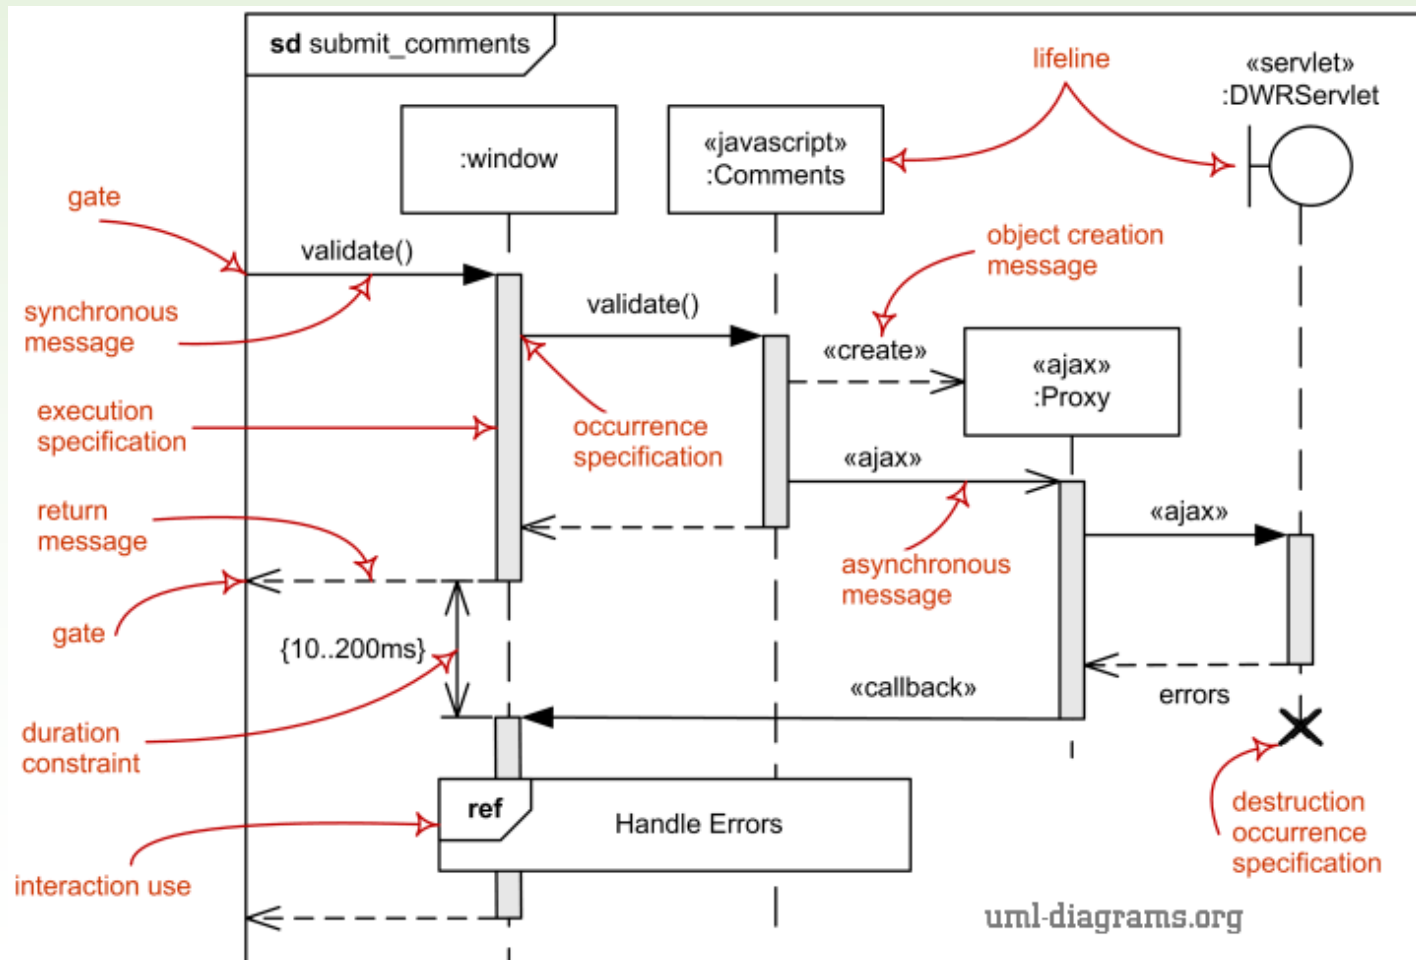 sd submit_comments
lifeline
«servlet»
:DWRServlet
:window
«javascript»
:Comments
gate
validate()
object creation
message
synchronous
message
validate()
«create»
«ajax»
:Proxy
execution
specification
occurrence
specification
«ajax»
return
message
«ajax»
asynchronous
message
gate
{10..200ms}
«callback»
errors
duration
constraint
ref
Handle Errors
destruction
occurrence
specification
interaction use
uml-diagrams.org